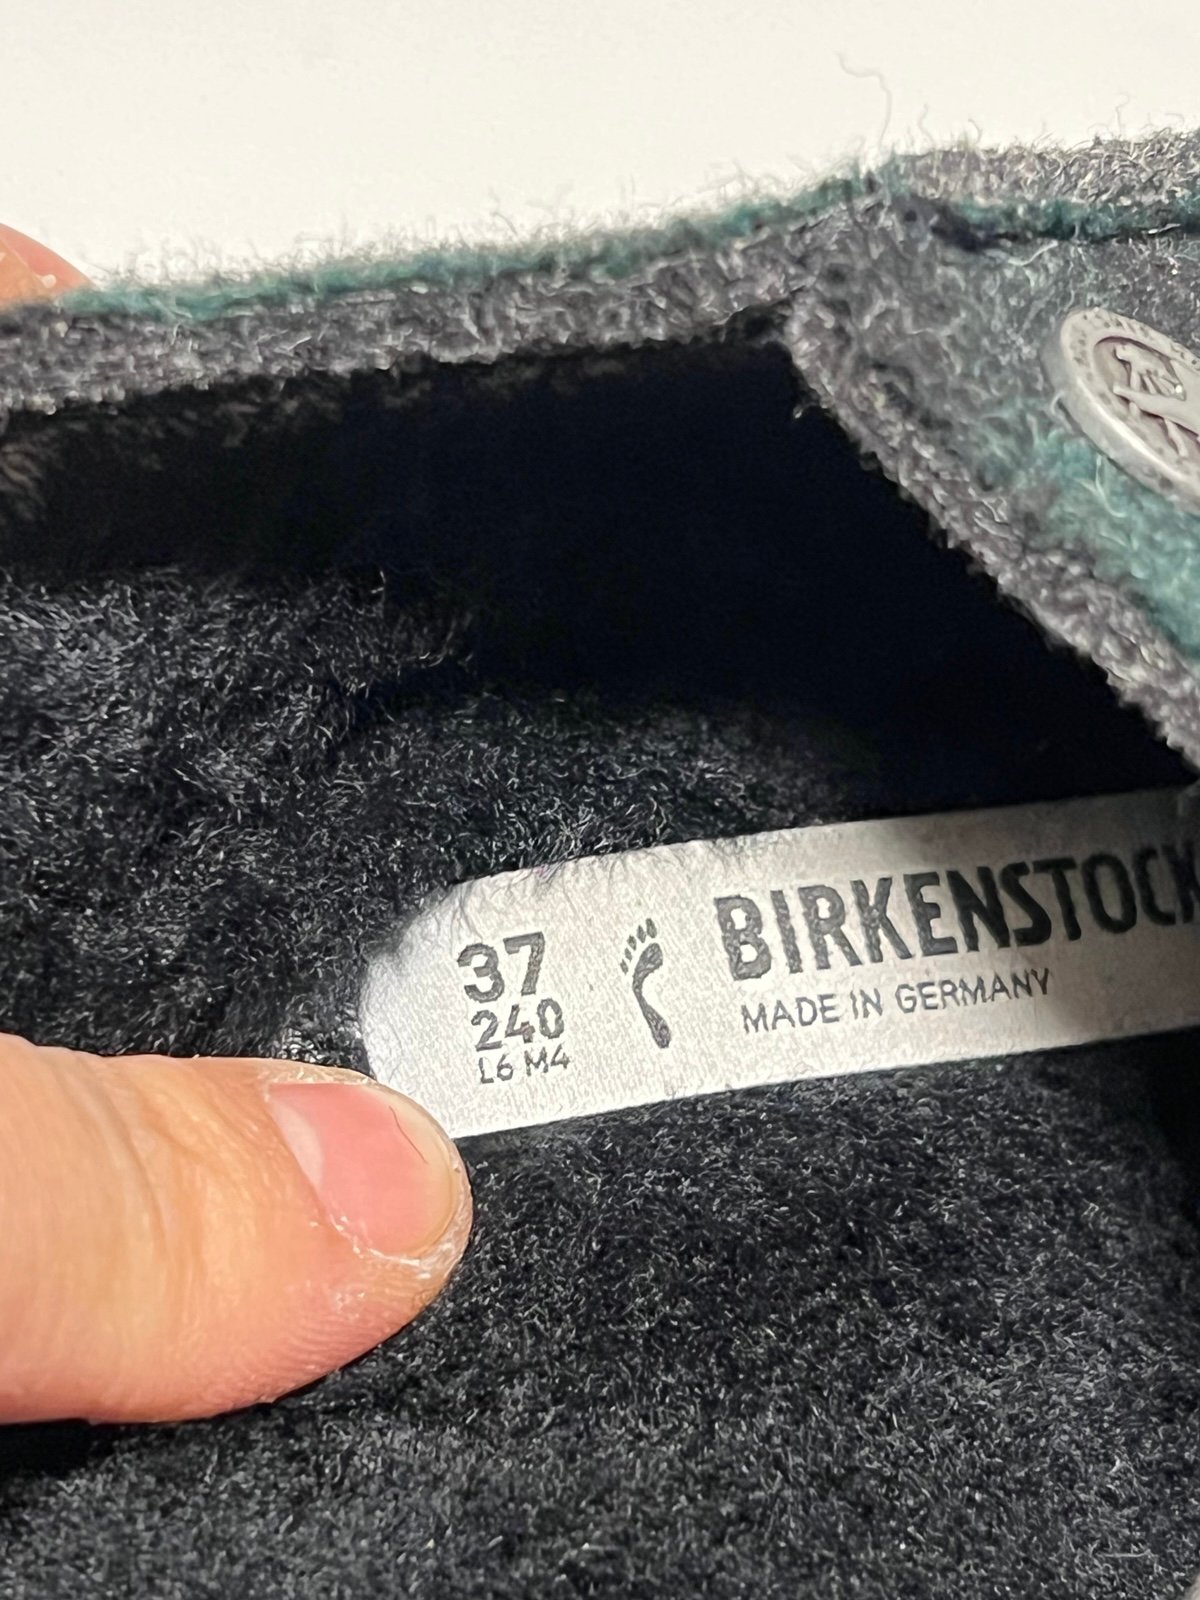 37
240
L6 M4
BIRKENSTOCK
MADE IN GERMANY